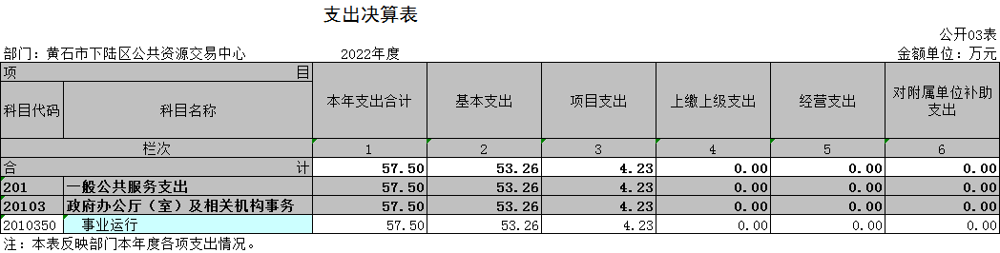 支出决算表
公开03表
部门：黄石市下陆区公共资源交易中心 2022年度 金额单位：万元
项 目 本年支出合计 基本支出 项目支出 上缴上级支出 经营支出 对附属单位补助支出
科目代码 科目名称
栏次 1 2 3 4 5 6
合 计 57.50 53.26 4.23 0.00 0.00 0.00
201 一般公共服务支出 57.50 53.26 4.23 0.00 0.00 0.00
20103 政府办公厅（室）及相关机构事务 57.50 53.26 4.23 0.00 0.00 0.00
2010350 事业运行 57.50 53.26 4.23 0.00 0.00 0.00
注：本表反映部门本年度各项支出情况。